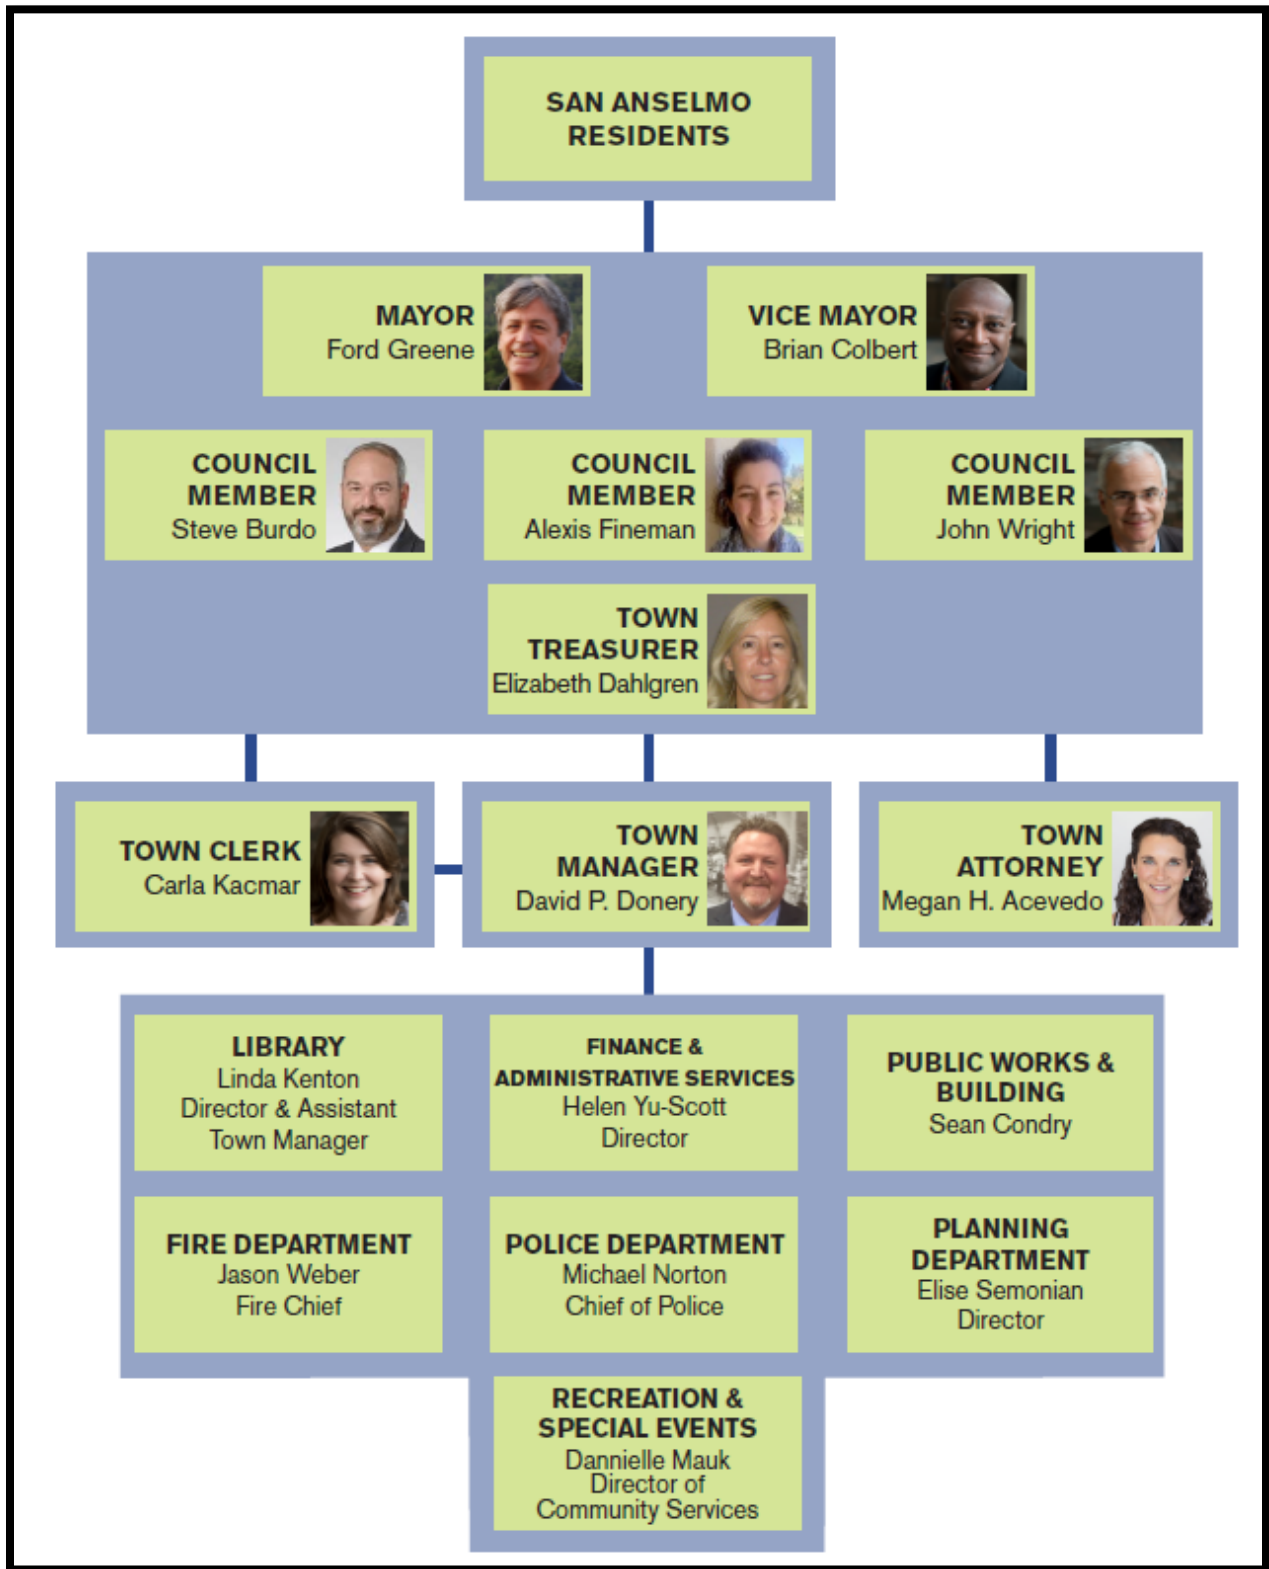 SAN ANSELMO
RESIDENTS
MAYOR
Ford Greene
VICE MAYOR
Brian Colbert
COUNCIL
MEMBER
Steve Burdo
COUNCIL
MEMBER
Alexis Fineman
COUNCIL
MEMBER
John Wright
TOWN
TREASURER
Elizabeth Dahlgren
TOWN CLERK
Carla Kacmar
TOWN
MANAGER
David P. Donery
TOWN
ATTORNEY
Megan H. Acevedo
LIBRARY
Linda Kenton
Director & Assistant
Town Manager
FINANCE &
ADMINISTRATIVE SERVICES
Helen Yu-Scott
Director
PUBLIC WORKS &
BUILDING
Sean Condry
FIRE DEPARTMENT
Jason Weber
Fire Chief
POLICE DEPARTMENT
Michael Norton
Chief of Police
PLANNING
DEPARTMENT
Elise Semonian
Director
RECREATION &
SPECIAL EVENTS
Dannielle Mauk
Director of
Community Services